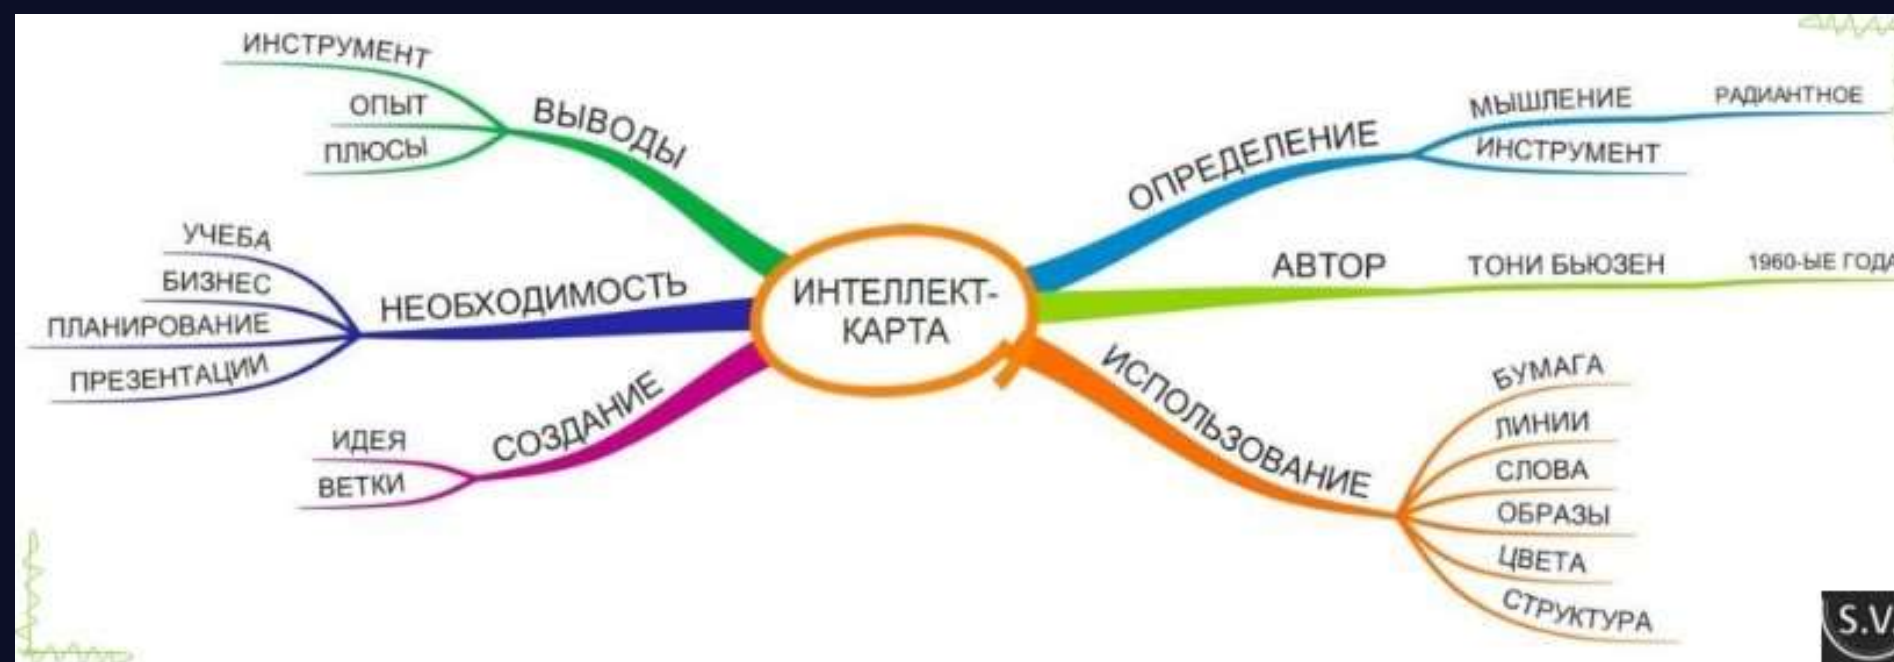 ИНСТРУМЕНТ
ОПЫТ
ПЛЮСЫ
ВЫВОДЫ
УЧЕБА
БИЗНЕС
ПЛАНИРОВАНИЕ
ПРЕЗЕНТАЦИИ
НЕОБХОДИМОСТЬ
ИДЕЯ
ВЕТКИ
СОЗДАНИЕ
ИНТЕЛЛЕКТ-
КАРТА
ОПРЕДЕЛЕНИЕ
МЫШЛЕНИЕ РАДИАНТНОЕ
ИНСТРУМЕНТ
АВТОР ТОНИ БЬЮЗЕН 1960-ЫЕ ГОДА
ИСПОЛЬЗОВАНИЕ
БУМАГА
ЛИНИИ
СЛОВА
ОБРАЗЫ
ЦВЕТА
СТРУКТУРА
S.V.